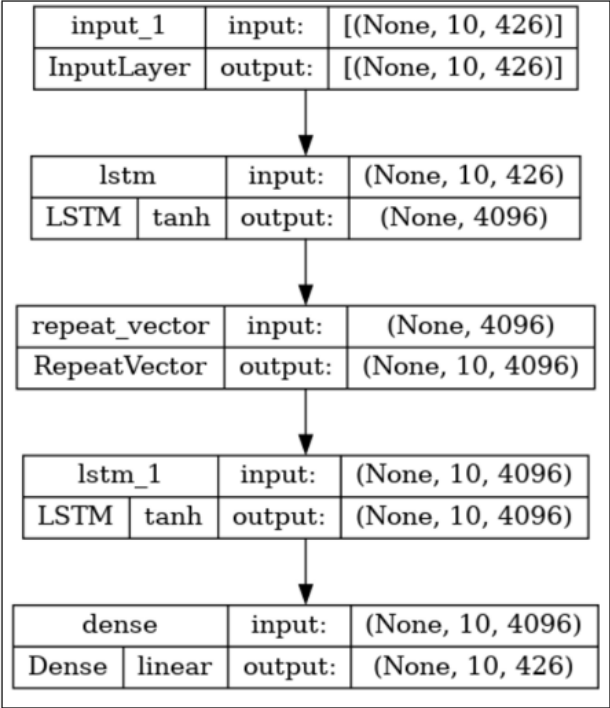 input_1 input: [(None, 10, 426)]
InputLayer output: [(None, 10, 426)]
lstm input: (None, 10, 426)
LSTM tanh output: (None, 4096)
repeat_vector input: (None, 4096)
RepeatVector output: (None, 10, 4096)
lstm_1 input: (None, 10, 4096)
LSTM tanh output: (None, 10, 4096)
dense input: (None, 10, 4096)
Dense linear output: (None, 10, 426)